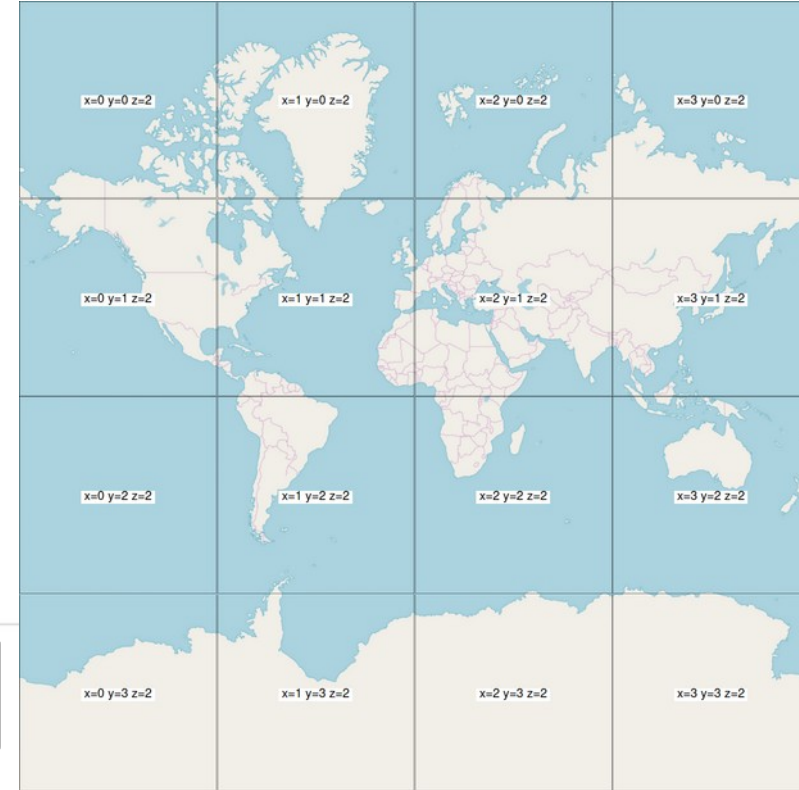 x=0 y=0 z=2
x=1 y=0 z=2
x=2 y=0 z=2
x=3 y=0 z=2
x=0 y=1 z=2
x=1 y=1 z=2
x=2 y=1 z=2
x=3 y=1 z=2
x=0 y=2 z=2
x=1 y=2 z=2
x=2 y=2 z=2
x=3 y=2 z=2
x=0 y=3 z=2
x=1 y=3 z=2
x=2 y=3 z=2
x=3 y=3 z=2